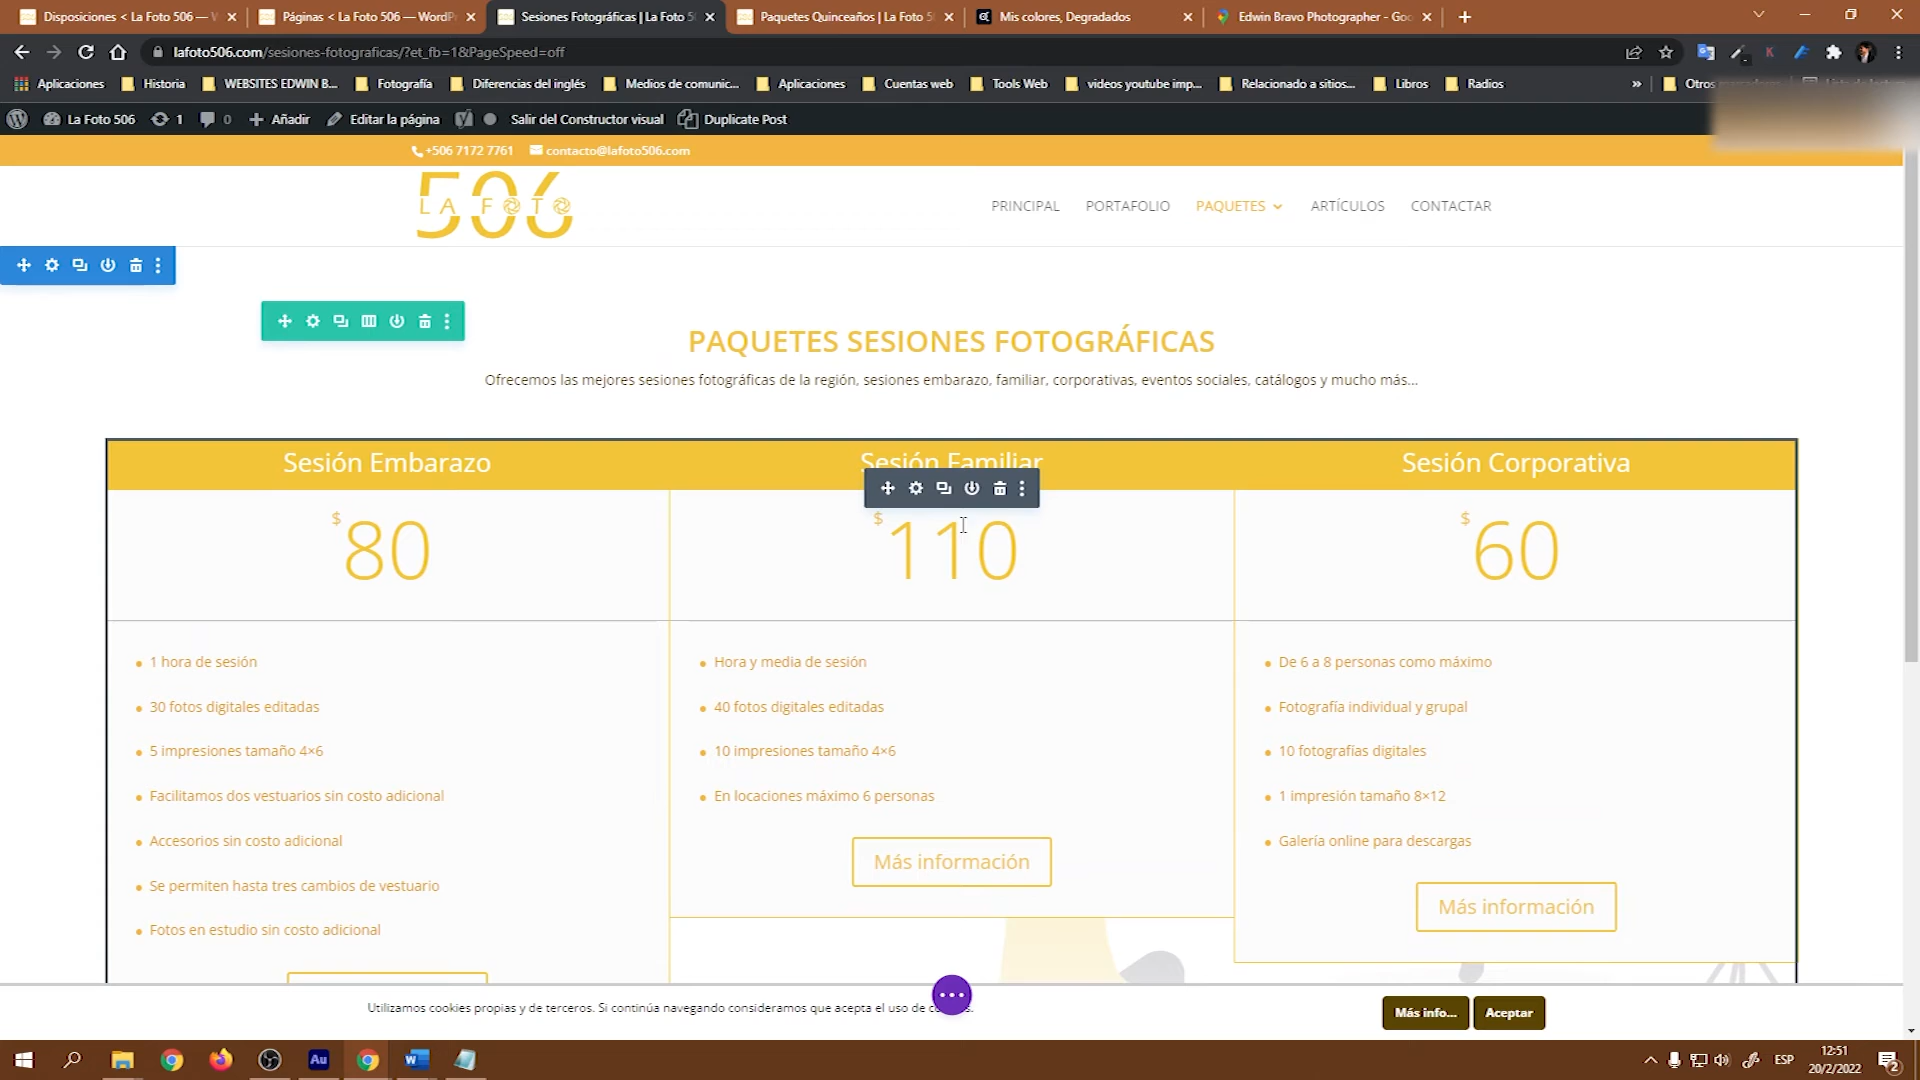 Disposiciones < La Foto 506 — W
Páginas < La Foto 506 — WordPr
Sesiones Fotográficas | La Foto 5
Paquetes Quinceaños | La Foto 5
Mis colores, Degradados
Edwin Bravo Photographer - Goo
lafoto506.com/sesiones-fotograficas/?et_fb=1&PageSpeed=off
Aplicaciones
Historia
WEBSITES EDWIN B...
Fotografía
Diferencias del inglés
Medios de comunic...
Aplicaciones
Cuentas web
Tools Web
videos youtube imp...
Relacionado a sitios...
Libros
Radios
»
Otros
La Foto 506
1
0
Añadir
Editar la página
Salir del Constructor visual
Duplicate Post
+506 7172 7761
contacto@lafoto506.com
506
LA FOTO
PRINCIPAL
PORTAFOLIO
PAQUETES
ARTÍCULOS
CONTACTAR
PAQUETES SESIONES FOTOGRÁFICAS
Ofrecemos las mejores sesiones fotográficas de la región, sesiones embarazo, familiar, corporativas, eventos sociales, catálogos y mucho más...
Sesión Embarazo
$80
1 hora de sesión
30 fotos digitales editadas
5 impresiones tamaño 4×6
Facilitamos dos vestuarios sin costo adicional
Accesorios sin costo adicional
Se permiten hasta tres cambios de vestuario
Fotos en estudio sin costo adicional
Sesión Familiar
$110
Hora y media de sesión
40 fotos digitales editadas
10 impresiones tamaño 4×6
En locaciones máximo 6 personas
Más información
Sesión Corporativa
$60
De 6 a 8 personas como máximo
Fotografía individual y grupal
10 fotografías digitales
1 impresión tamaño 8×12
Galería online para descargas
Más información
Utilizamos cookies propias y de terceros. Si continúa navegando consideramos que acepta el uso de
Más info...
Aceptar
Au
ESP
12:51
20/2/2022
2